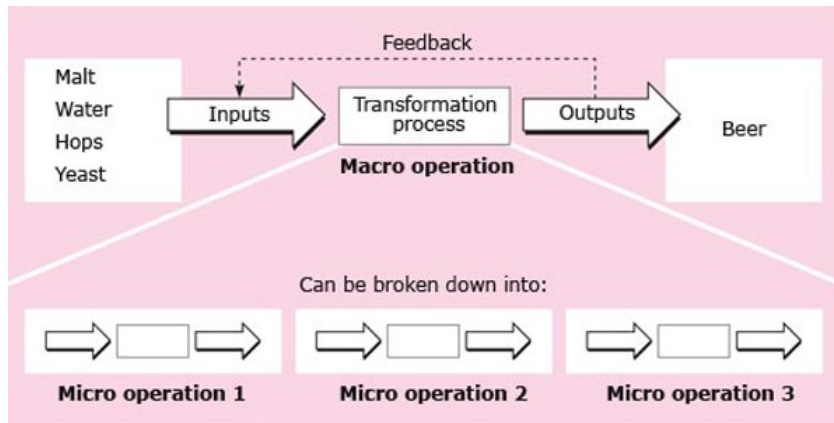 Feedback
Malt
Water
Hops
Yeast
Inputs
Transformation
process
Outputs
Beer
Macro operation
Can be broken down into:
Micro operation 1
Micro operation 2
Micro operation 3